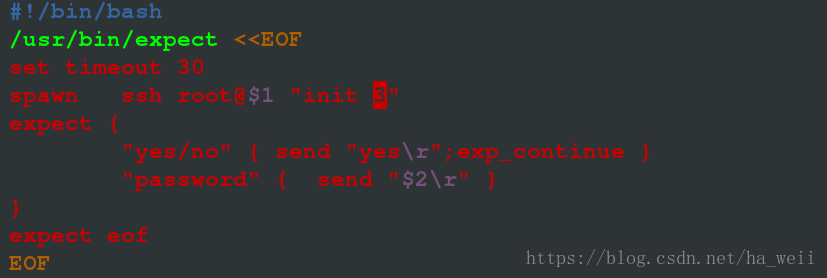 #!/bin/bash
/usr/bin/expect <<EOF
set timeout 30
spawn   ssh root@$1 "init 3"
expect {
        "yes/no" { send "yes\r";exp_continue }
        "password" {  send "$2\r" }
}
expect eof
EOF
https://blog.csdn.net/ha_weii